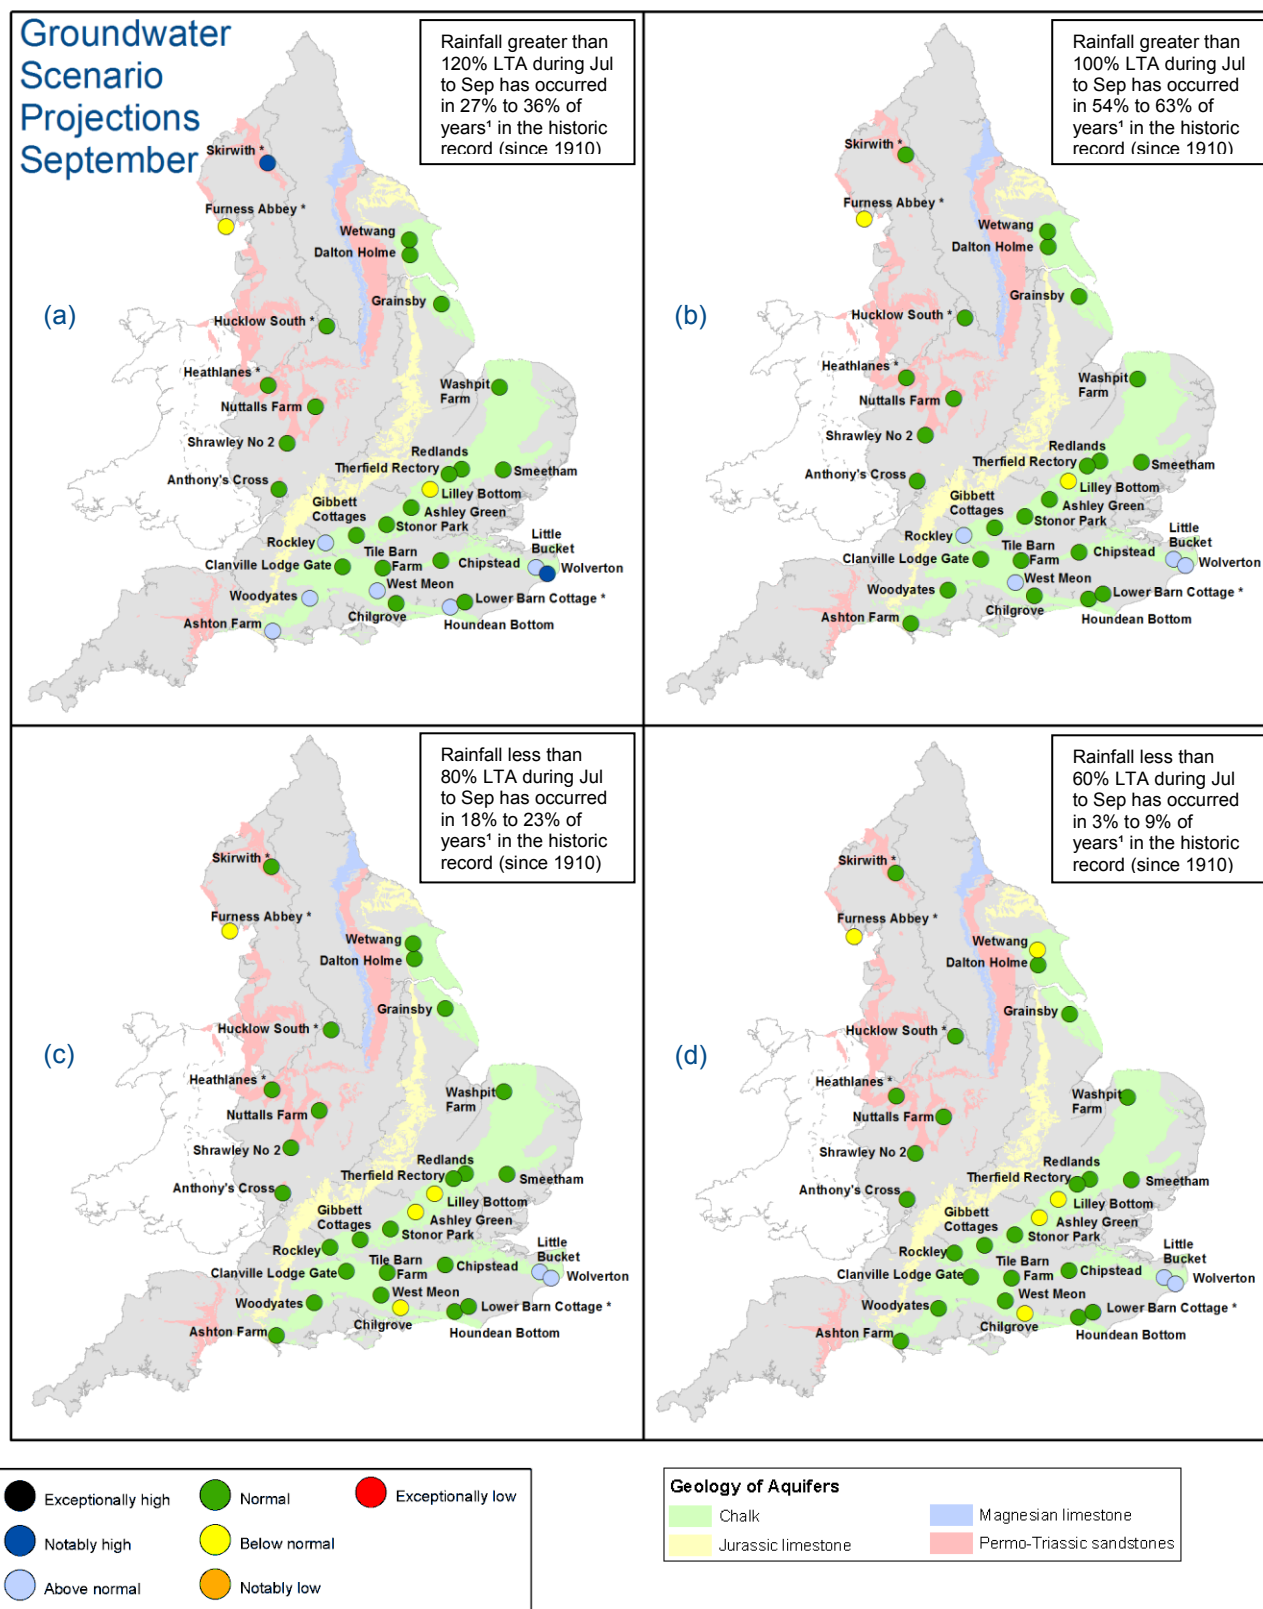 Groundwater
Scenario
Projections
September
Rainfall greater than
120% LTA during Jul
to Sep has occurred
in 27% to 36% of
years¹ in the historic
record (since 1910)
(a)
Skirwith *
Furness Abbey *
Wetwang
Dalton Holme
Grainsby
Hucklow South *
Heathlanes *
Washpit
Farm
Nuttalls Farm
Shrawley No 2
Redlands
Therfield Rectory
Smeetham
Anthony's Cross
Lilley Bottom
Gibbett
Cottages
Ashley Green
Stonor Park
Rockley
Little
Bucket
Tile Barn
Farm
Clanville Lodge Gate
Chipstead
Wolverton
West Meon
Woodyates
Lower Barn Cottage *
Chilgrove
Ashton Farm
Houndean Bottom
Rainfall greater than
100% LTA during Jul
to Sep has occurred
in 54% to 63% of
years¹ in the historic
record (since 1910)
(b)
Skirwith *
Furness Abbey *
Wetwang
Dalton Holme
Grainsby
Hucklow South *
Heathlanes *
Washpit
Farm
Nuttalls Farm
Shrawley No 2
Redlands
Therfield Rectory
Smeetham
Anthony's Cross
Lilley Bottom
Gibbett
Cottages
Ashley Green
Stonor Park
Rockley
Little
Bucket
Tile Barn
Farm
Clanville Lodge Gate
Chipstead
Wolverton
West Meon
Woodyates
Lower Barn Cottage *
Chilgrove
Ashton Farm
Houndean Bottom
Rainfall less than
80% LTA during Jul
to Sep has occurred
in 18% to 23% of
years¹ in the historic
record (since 1910)
(c)
Skirwith *
Furness Abbey *
Wetwang
Dalton Holme
Grainsby
Hucklow South *
Heathlanes *
Washpit
Farm
Nuttalls Farm
Shrawley No 2
Redlands
Therfield Rectory
Smeetham
Anthony's Cross
Lilley Bottom
Gibbett
Cottages
Ashley Green
Stonor Park
Rockley
Little
Bucket
Tile Barn
Farm
Clanville Lodge Gate
Chipstead
Wolverton
West Meon
Woodyates
Lower Barn Cottage *
Chilgrove
Ashton Farm
Houndean Bottom
Rainfall less than
60% LTA during Jul
to Sep has occurred
in 3% to 9% of
years¹ in the historic
record (since 1910)
(d)
Skirwith *
Furness Abbey *
Wetwang
Dalton Holme
Grainsby
Hucklow South *
Heathlanes *
Washpit
Farm
Nuttalls Farm
Shrawley No 2
Redlands
Therfield Rectory
Smeetham
Anthony's Cross
Lilley Bottom
Gibbett
Cottages
Ashley Green
Stonor Park
Rockley
Little
Bucket
Tile Barn
Farm
Clanville Lodge Gate
Chipstead
Wolverton
West Meon
Woodyates
Lower Barn Cottage *
Chilgrove
Ashton Farm
Houndean Bottom
Exceptionally high
Normal
Exceptionally low
Notably high
Below normal
Above normal
Notably low
Geology of Aquifers
Chalk
Magnesian limestone
Jurassic limestone
Permo-Triassic sandstones